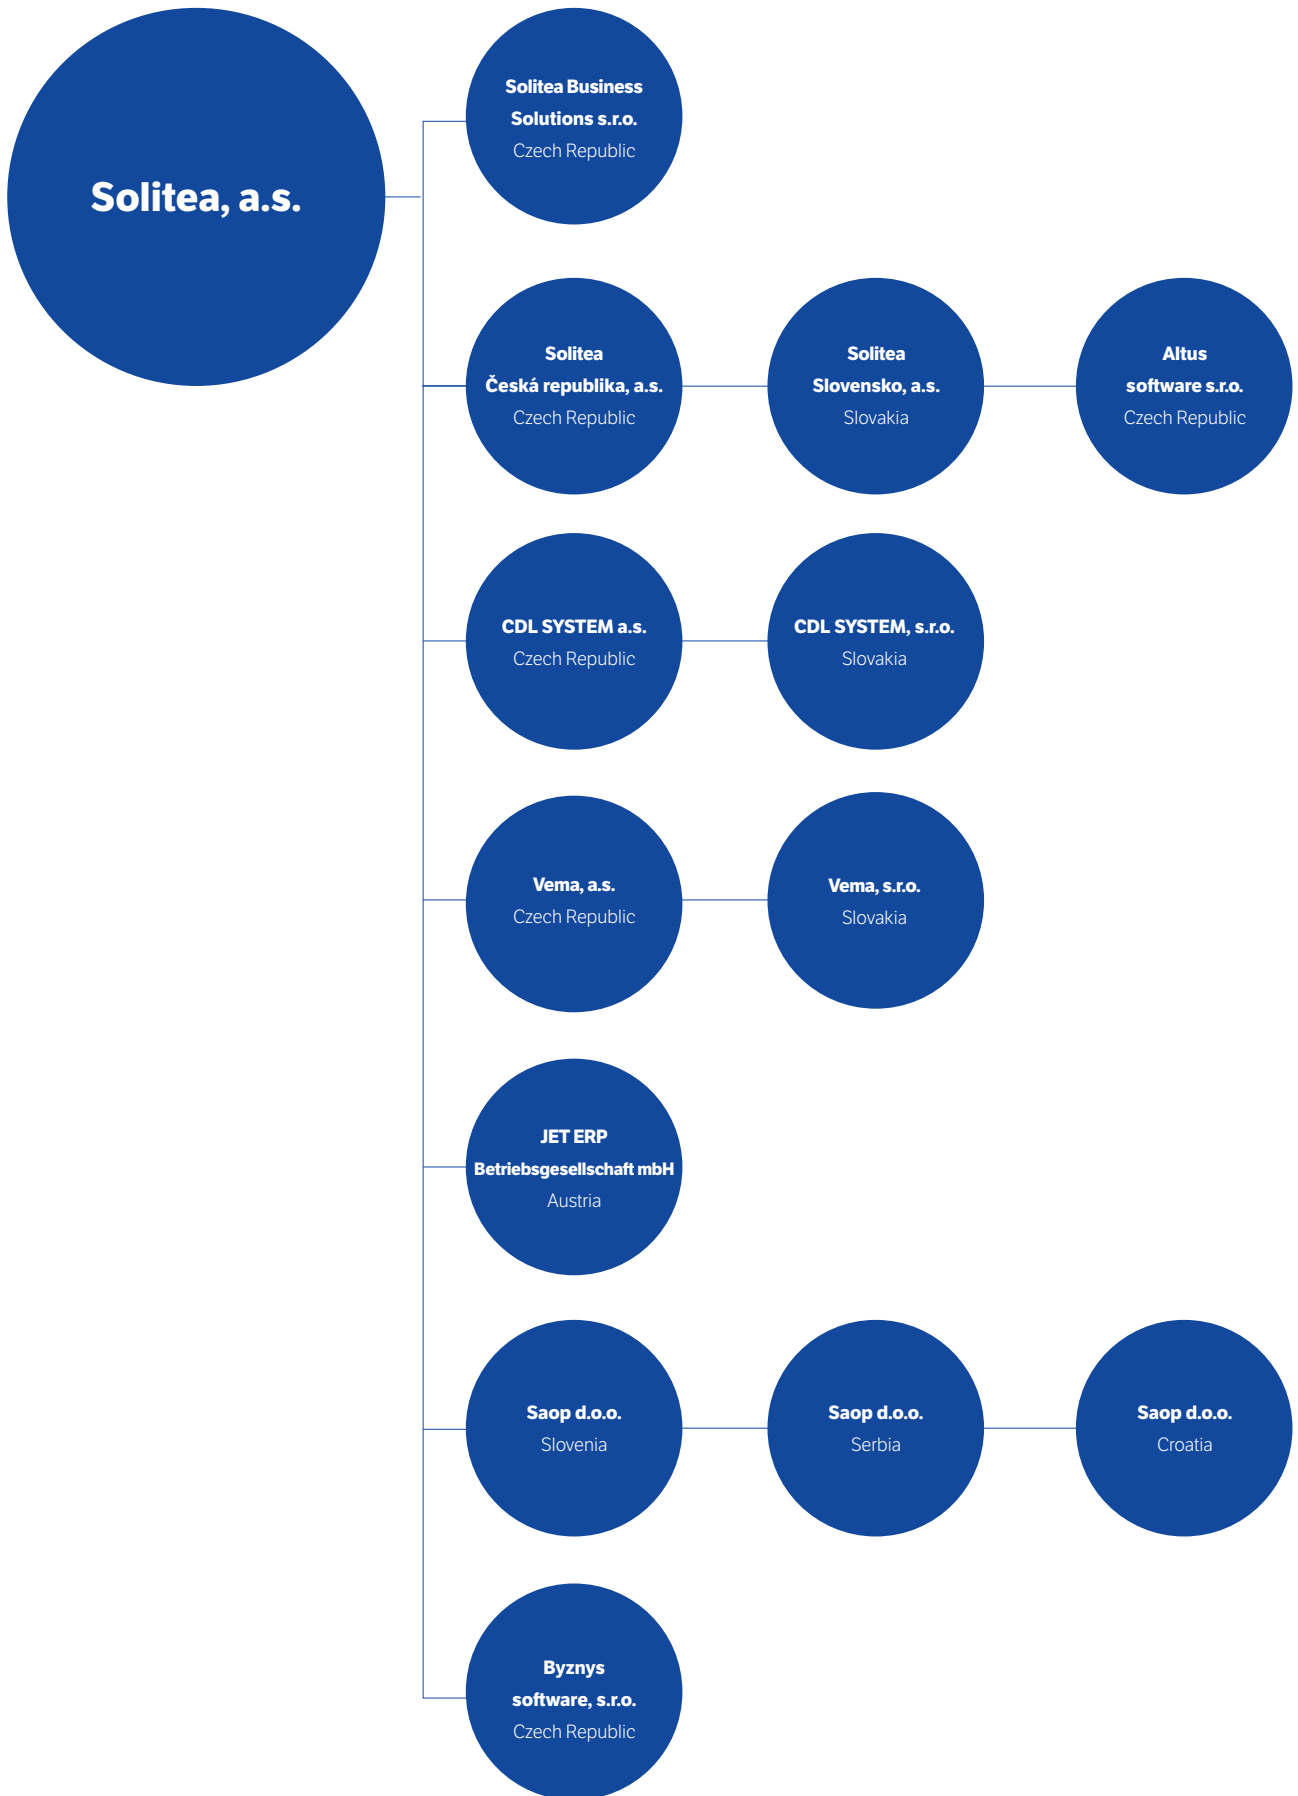 Solitea, a.s.
Solitea Business
Solutions s.r.o.
Czech Republic
Solitea
Česká republika, a.s.
Czech Republic
Solitea
Slovensko, a.s.
Slovakia
Altus
software s.r.o.
Czech Republic
CDL SYSTEM a.s.
Czech Republic
CDL SYSTEM, s.r.o.
Slovakia
Vema, a.s.
Czech Republic
Vema, s.r.o.
Slovakia
JET ERP
Betriebsgesellschaft mbH
Austria
Saop d.o.o.
Slovenia
Saop d.o.o.
Serbia
Saop d.o.o.
Croatia
Byznys
software, s.r.o.
Czech Republic